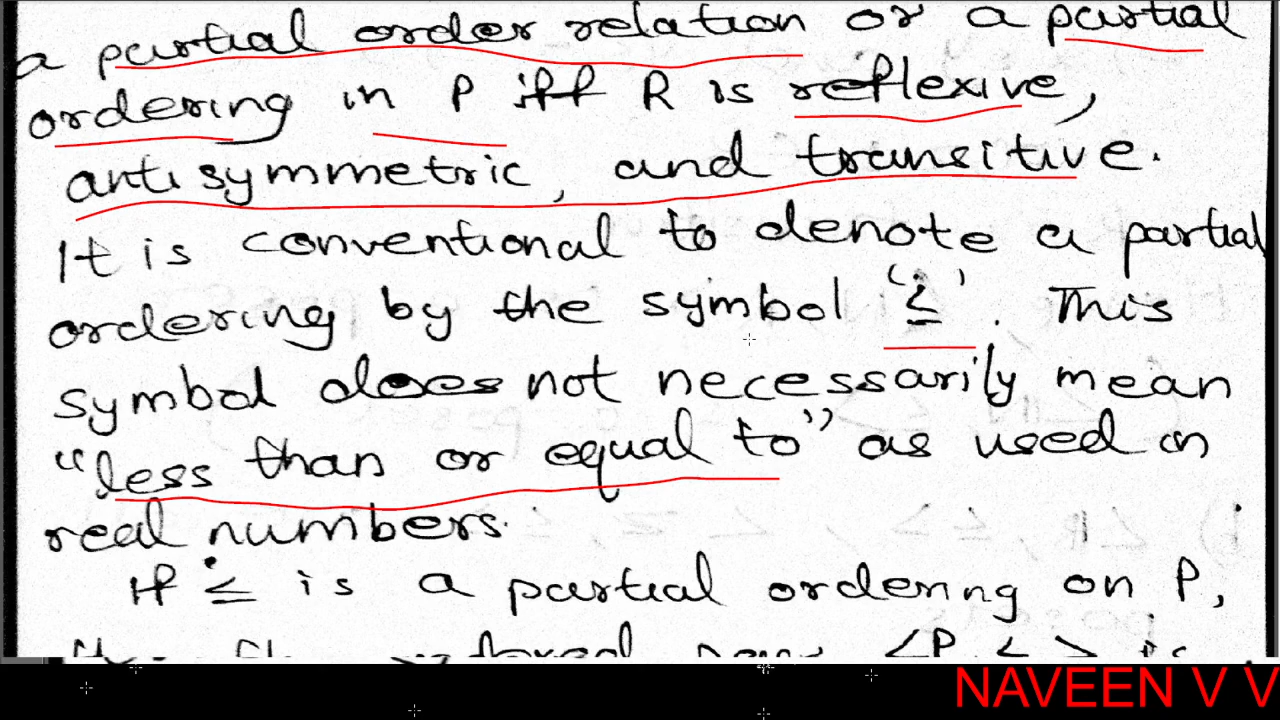 a partial order relation or a partial
ordering in P iff R is reflexive,
antisymmetric, and transitive.
It is conventional to denote a partial
ordering by the symbol '≤'. This
symbol does not necessarily mean
"less than or equal to" as used in
real numbers.
If ≤ is a partial ordering on P,
NAVEEN V V